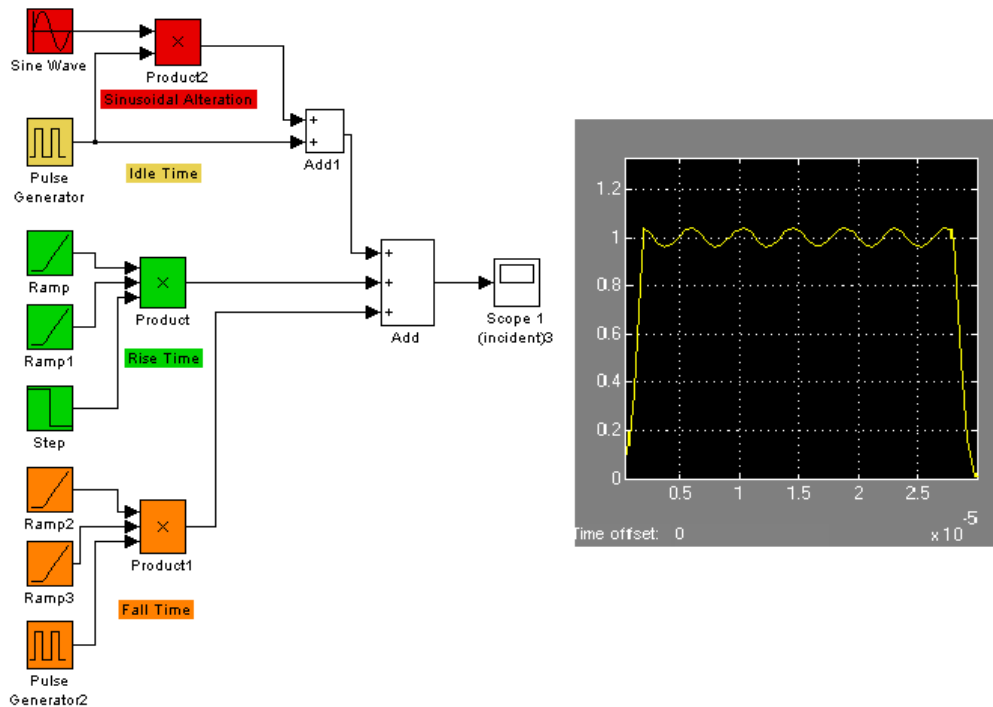 Sine Wave
×
Product2
Sinusoidal Alteration
Pulse
Generator
Idle Time
+
+
Add1
Ramp
×
Product
Ramp1
Rise Time
Step
+
+
+
Add
Scope 1
(incident)3
Ramp2
×
Product1
Ramp3
Fall Time
Pulse
Generator2
1.2
1
0.8
0.6
0.4
0.2
0
0.5 1 1.5 2 2.5
x 10 -5
Time offset: 0